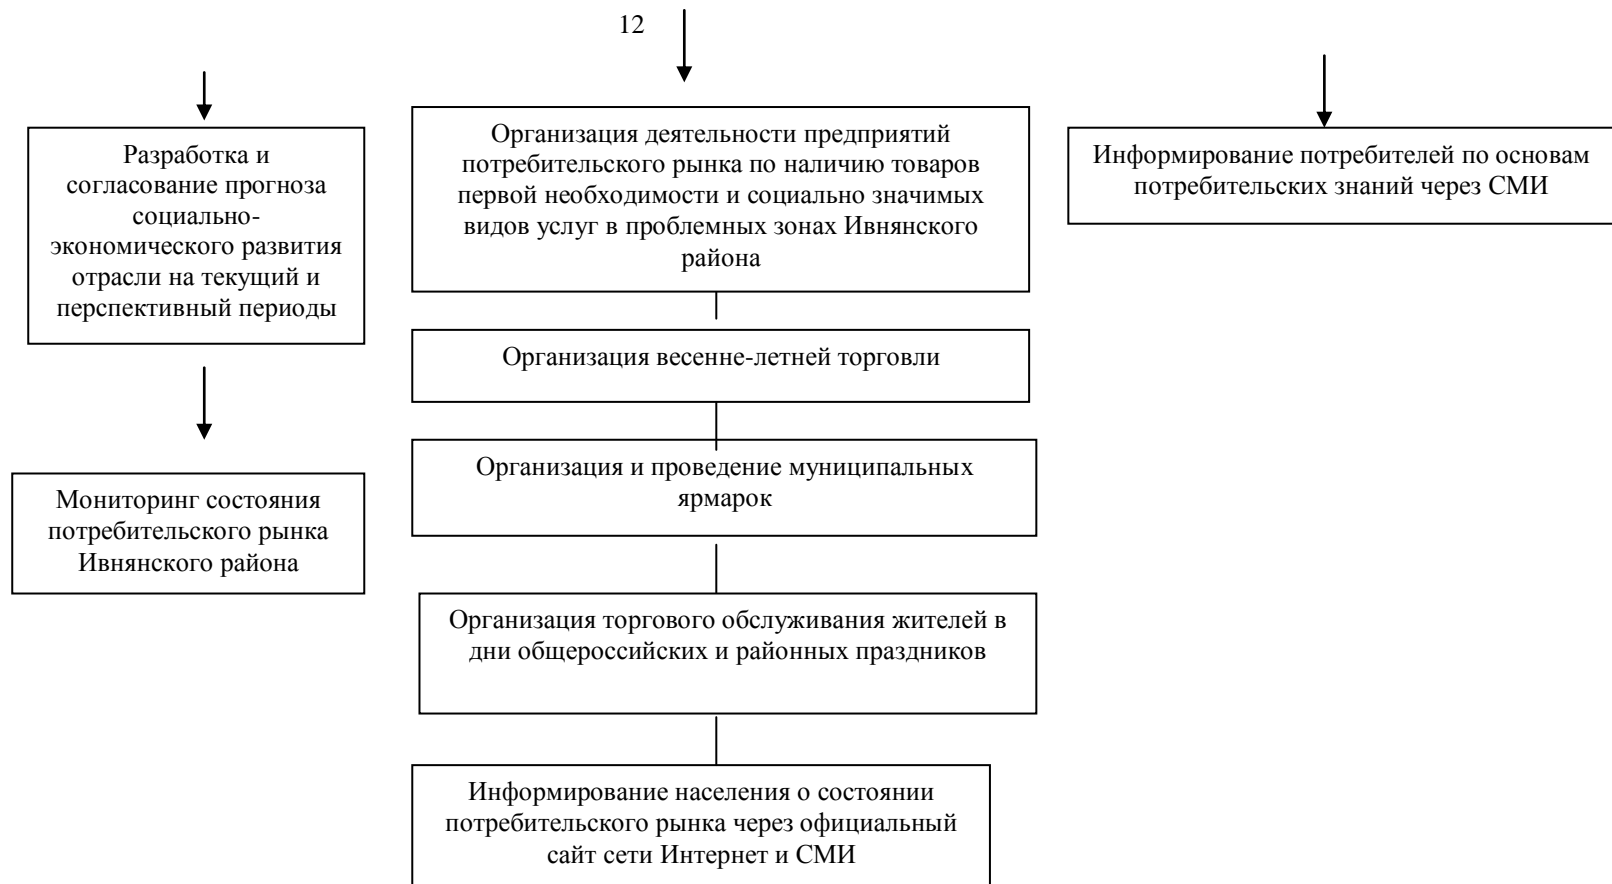 12
Разработка и
согласование прогноза
социально-
экономического развития
отрасли на текущий и
перспективный периоды
Мониторинг состояния
потребительского рынка
Ивнянского района
Организация деятельности предприятий
потребительского рынка по наличию товаров
первой необходимости и социально значимых
видов услуг в проблемных зонах Ивнянского
района
Организация весенне-летней торговли
Организация и проведение муниципальных
ярмарок
Организация торгового обслуживания жителей в
дни общероссийских и районных праздников
Информирование населения о состоянии
потребительского рынка через официальный
сайт сети Интернет и СМИ
Информирование потребителей по основам
потребительских знаний через СМИ